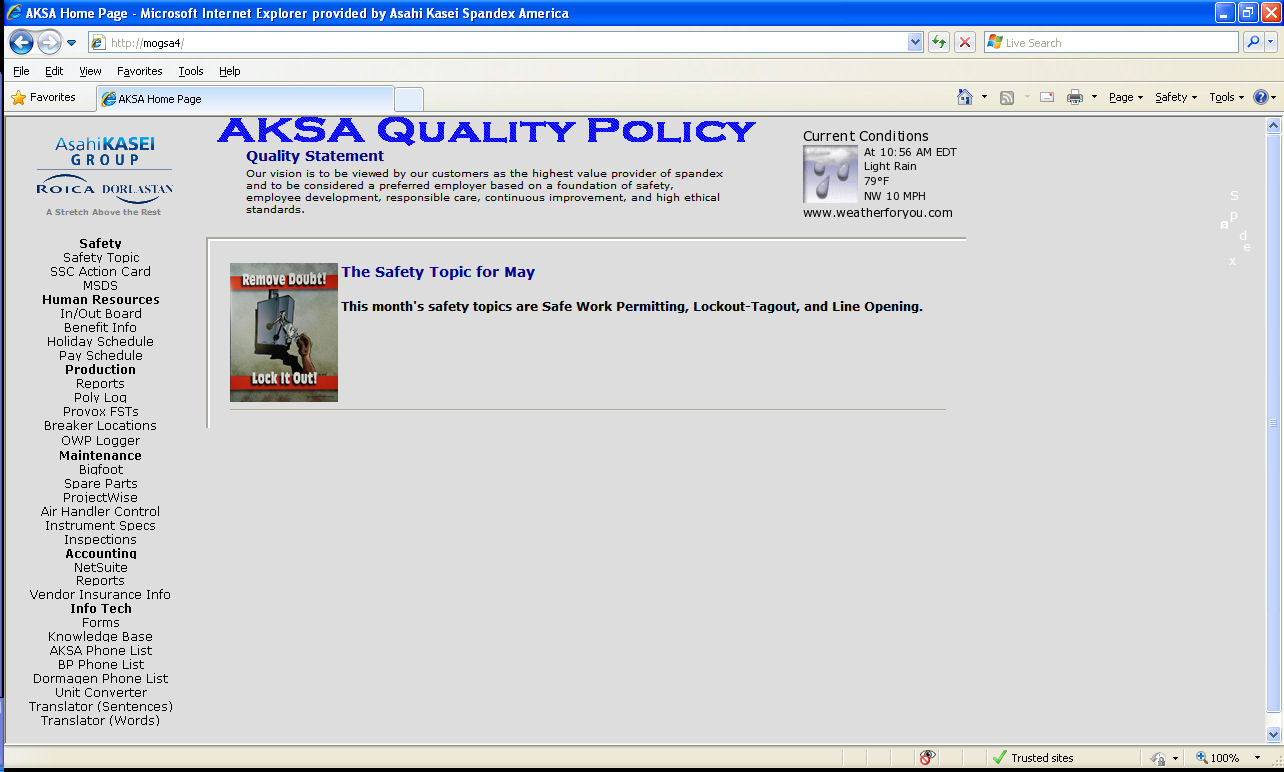 AKSA Home Page - Microsoft Internet Explorer provided by Asahi Kasei Spandex America
http://mogsa4/
Live Search
File Edit View Favorites Tools Help
Favorites
AKSA Home Page
Page Safety Tools
AsahiKASEI
GROUP
ROICA DORLASTAN
A Stretch Above the Rest
AKSA Quality Policy
Quality Statement
Our vision is to be viewed by our customers as the highest value provider of spandex
and to be considered a preferred employer based on a foundation of safety,
employee development, responsible care, continuous improvement, and high ethical
standards.
Current Conditions
At 10:56 AM EDT
Light Rain
79°F
NW 10 MPH
www.weatherforyou.com
S
p
a
d
e
x
Safety
Safety Topic
SSC Action Card
MSDS
Human Resources
In/Out Board
Benefit Info
Holiday Schedule
Pay Schedule
Production
Reports
Poly Log
Provox FSTs
Breaker Locations
OWP Logger
Maintenance
Bigfoot
Spare Parts
ProjectWise
Air Handler Control
Instrument Specs
Inspections
Accounting
NetSuite
Reports
Vendor Insurance Info
Info Tech
Forms
Knowledge Base
AKSA Phone List
BP Phone List
Dormagen Phone List
Unit Converter
Translator (Sentences)
Translator (Words)
Remove Doubt!
Lock It Out!
The Safety Topic for May
This month's safety topics are Safe Work Permitting, Lockout-Tagout, and Line Opening.
Trusted sites
100%